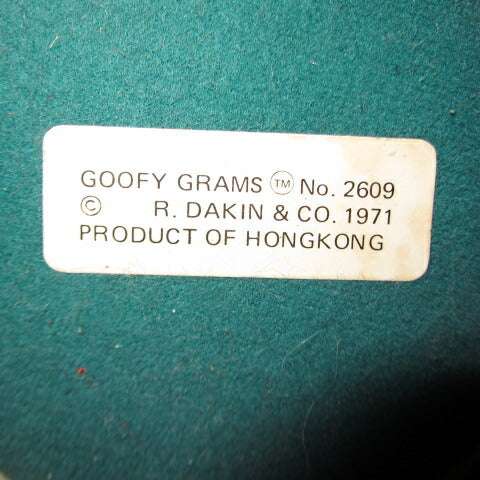 GOOFY GRAMS ™ No. 2609
© R. DAKIN & CO. 1971
PRODUCT OF HONGKONG